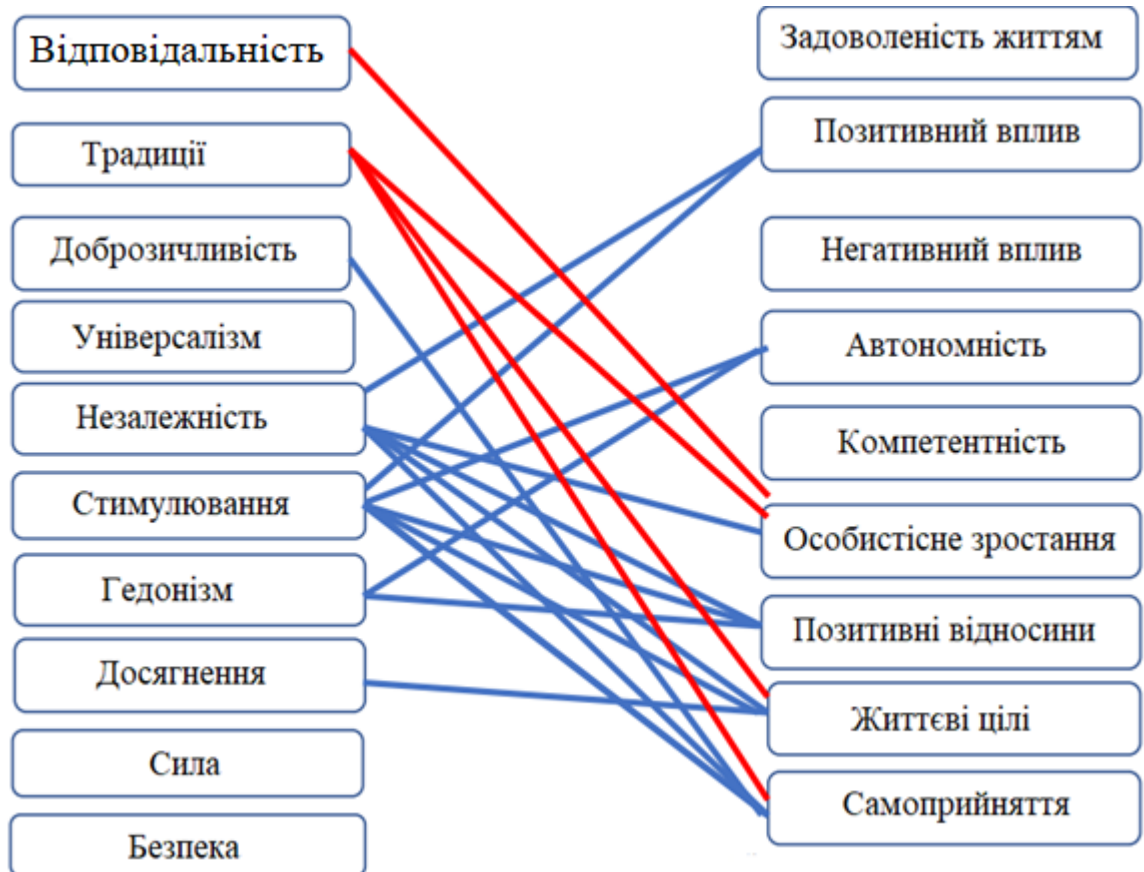 Відповідальність
Традиції
Доброзичливість
Універсалізм
Незалежність
Стимулювання
Гедонізм
Досягнення
Сила
Безпека
Задоволеність життям
Позитивний вплив
Негативний вплив
Автономність
Компетентність
Особистісне зростання
Позитивні відносини
Життєві цілі
Самоприйняття